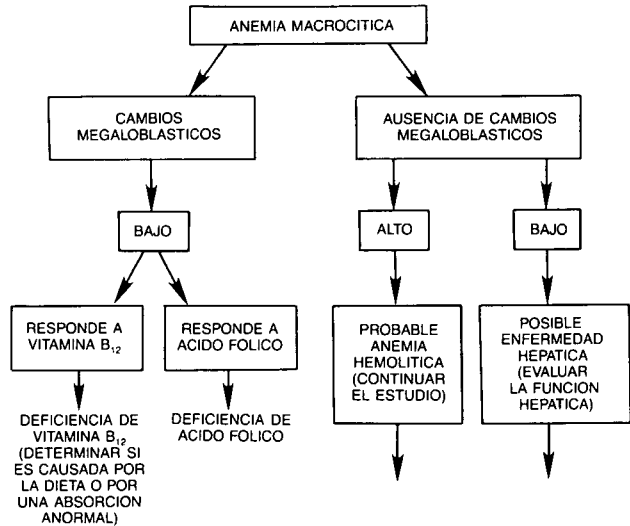 ANEMIA MACROCITICA
CAMBIOS
MEGALOBLASTICOS
AUSENCIA DE CAMBIOS
MEGALOBLASTICOS
BAJO
ALTO
BAJO
RESPONDE A
VITAMINA B₁₂
RESPONDE A
ACIDO FOLICO
PROBABLE
ANEMIA
HEMOLITICA
(CONTINUAR
EL ESTUDIO)
POSIBLE
ENFERMEDAD
HEPATICA
(EVALUAR
LA FUNCION
HEPATICA)
DEFICIENCIA DE
VITAMINA B₁₂
(DETERMINAR SI
ES CAUSADA POR
LA DIETA O POR
UNA ABSORCION
ANORMAL)
DEFICIENCIA DE
ACIDO FOLICO